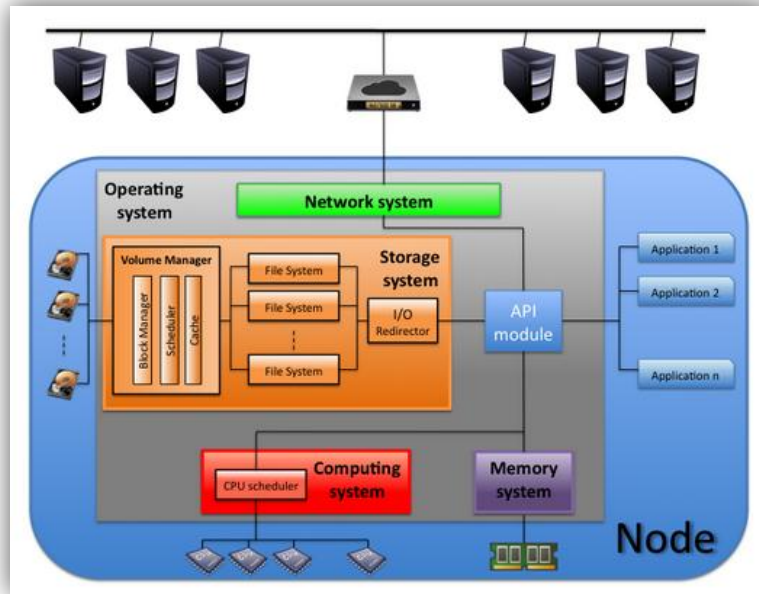 Operating
system
Network system
Volume Manager
Block Manager
Scheduler
Cache
File System
File System
File System
Storage
system
I/O
Redirector
API
module
Application 1
Application 2
Application n
Computing
system
CPU scheduler
Memory
system
Node